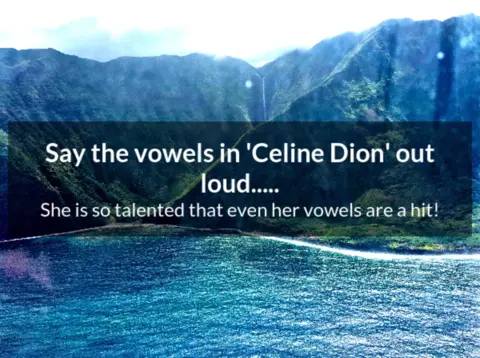 Say the vowels in 'Celine Dion' out
loud.....
She is so talented that even her vowels are a hit!